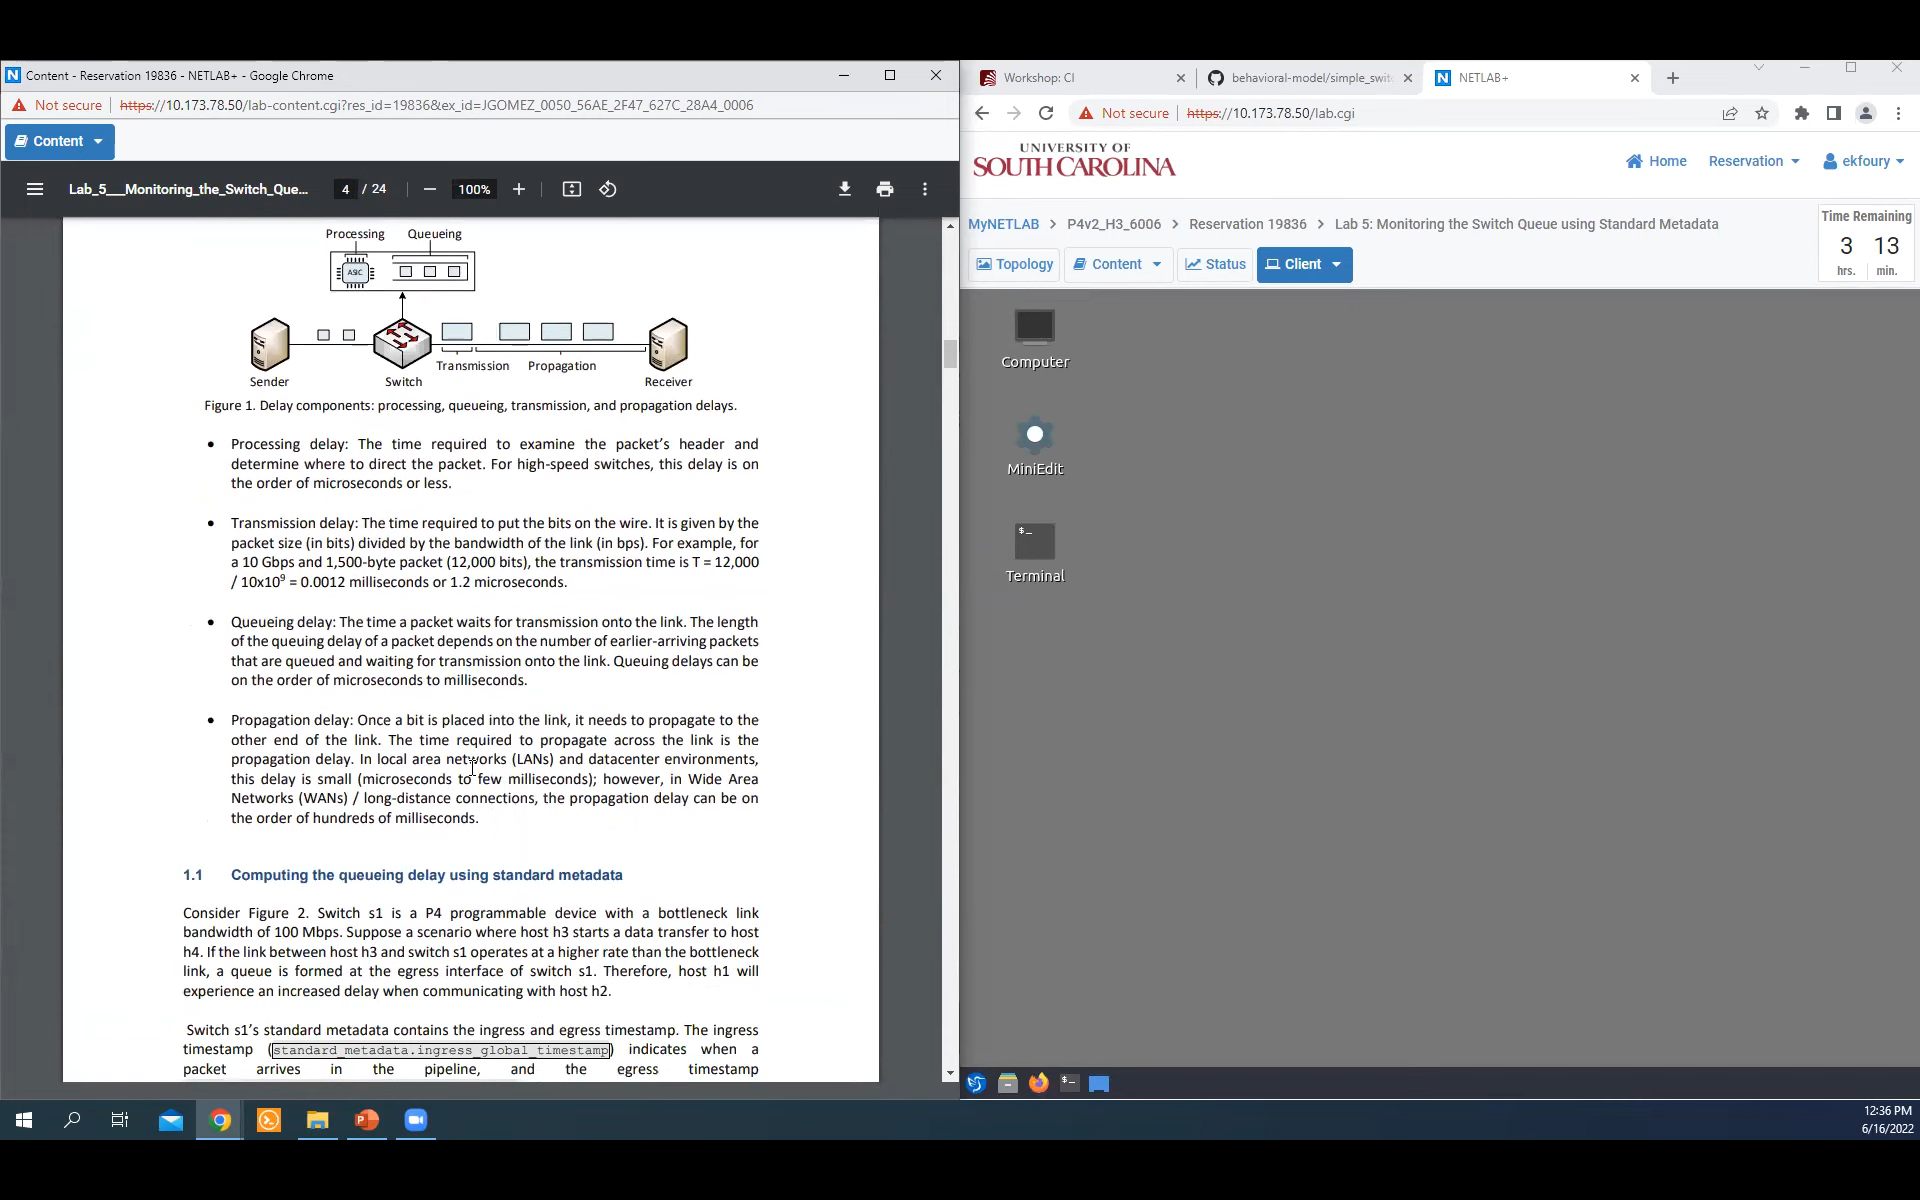 Content - Reservation 19836 - NETLAB+ - Google Chrome
Not secure https://10.173.78.50/lab-content.cgi?res_id=19836&ex_id=JGOMEZ_0050_56AE_2F47_627C_28A4_0006
Content
Lab_5___Monitoring_the_Switch_Que... 4 / 24 100%
Processing Queueing
ASIC
Transmission Propagation
Sender Switch Receiver
Figure 1. Delay components: processing, queueing, transmission, and propagation delays.
• Processing delay: The time required to examine the packet's header and
determine where to direct the packet. For high-speed switches, this delay is on
the order of microseconds or less.
• Transmission delay: The time required to put the bits on the wire. It is given by the
packet size (in bits) divided by the bandwidth of the link (in bps). For example, for
a 10 Gbps and 1,500-byte packet (12,000 bits), the transmission time is T = 12,000
/ 10x10⁹ = 0.0012 milliseconds or 1.2 microseconds.
• Queueing delay: The time a packet waits for transmission onto the link. The length
of the queuing delay of a packet depends on the number of earlier-arriving packets
that are queued and waiting for transmission onto the link. Queuing delays can be
on the order of microseconds to milliseconds.
• Propagation delay: Once a bit is placed into the link, it needs to propagate to the
other end of the link. The time required to propagate across the link is the
propagation delay. In local area networks (LANs) and datacenter environments,
this delay is small (microseconds to few milliseconds); however, in Wide Area
Networks (WANs) / long-distance connections, the propagation delay can be on
the order of hundreds of milliseconds.
1.1 Computing the queueing delay using standard metadata
Consider Figure 2. Switch s1 is a P4 programmable device with a bottleneck link
bandwidth of 100 Mbps. Suppose a scenario where host h3 starts a data transfer to host
h4. If the link between host h3 and switch s1 operates at a higher rate than the bottleneck
link, a queue is formed at the egress interface of switch s1. Therefore, host h1 will
experience an increased delay when communicating with host h2.
Switch s1's standard metadata contains the ingress and egress timestamp. The ingress
timestamp (standard_metadata.ingress_global_timestamp) indicates when a
packet arrives in the pipeline, and the egress timestamp
Workshop: CI
behavioral-model/simple_switc
NETLAB+
Not secure https://10.173.78.50/lab.cgi
UNIVERSITY OF
SOUTH CAROLINA
Home Reservation ekfoury
MyNETLAB > P4v2_H3_6006 > Reservation 19836 > Lab 5: Monitoring the Switch Queue using Standard Metadata
Time Remaining
3 13
hrs. min.
Topology Content Status Client
Computer
MiniEdit
Terminal
12:36 PM
6/16/2022